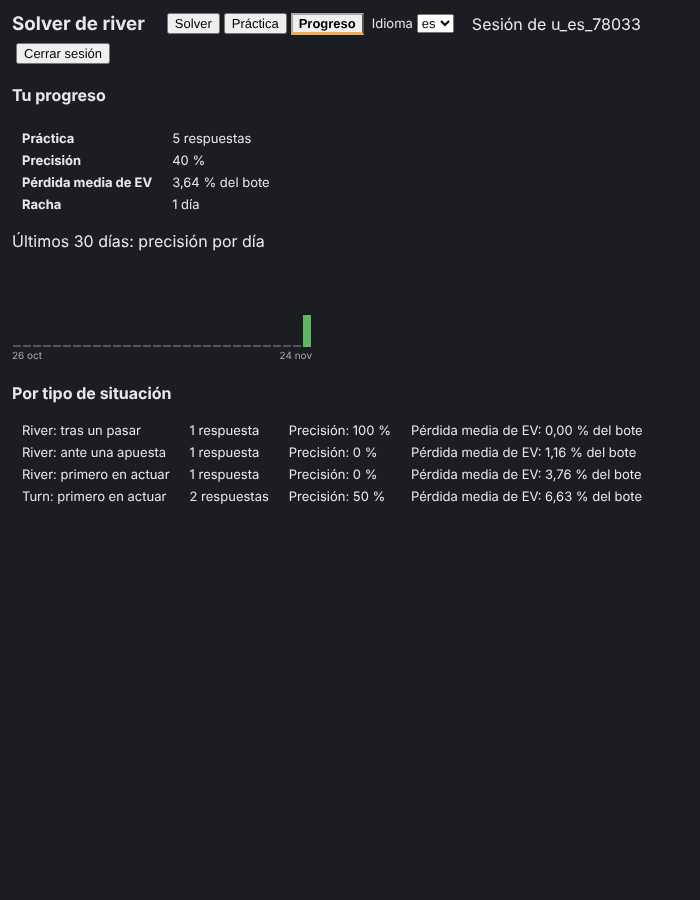 Solver de river Solver Práctica Progreso Idioma es Sesión de u_es_78033
Cerrar sesión
Tu progreso
Práctica 5 respuestas
Precisión 40 %
Pérdida media de EV 3,64 % del bote
Racha 1 día
Últimos 30 días: precisión por día
26 oct 24 nov
Por tipo de situación
River: tras un pasar 1 respuesta Precisión: 100 % Pérdida media de EV: 0,00 % del bote
River: ante una apuesta 1 respuesta Precisión: 0 % Pérdida media de EV: 1,16 % del bote
River: primero en actuar 1 respuesta Precisión: 0 % Pérdida media de EV: 3,76 % del bote
Turn: primero en actuar 2 respuestas Precisión: 50 % Pérdida media de EV: 6,63 % del bote